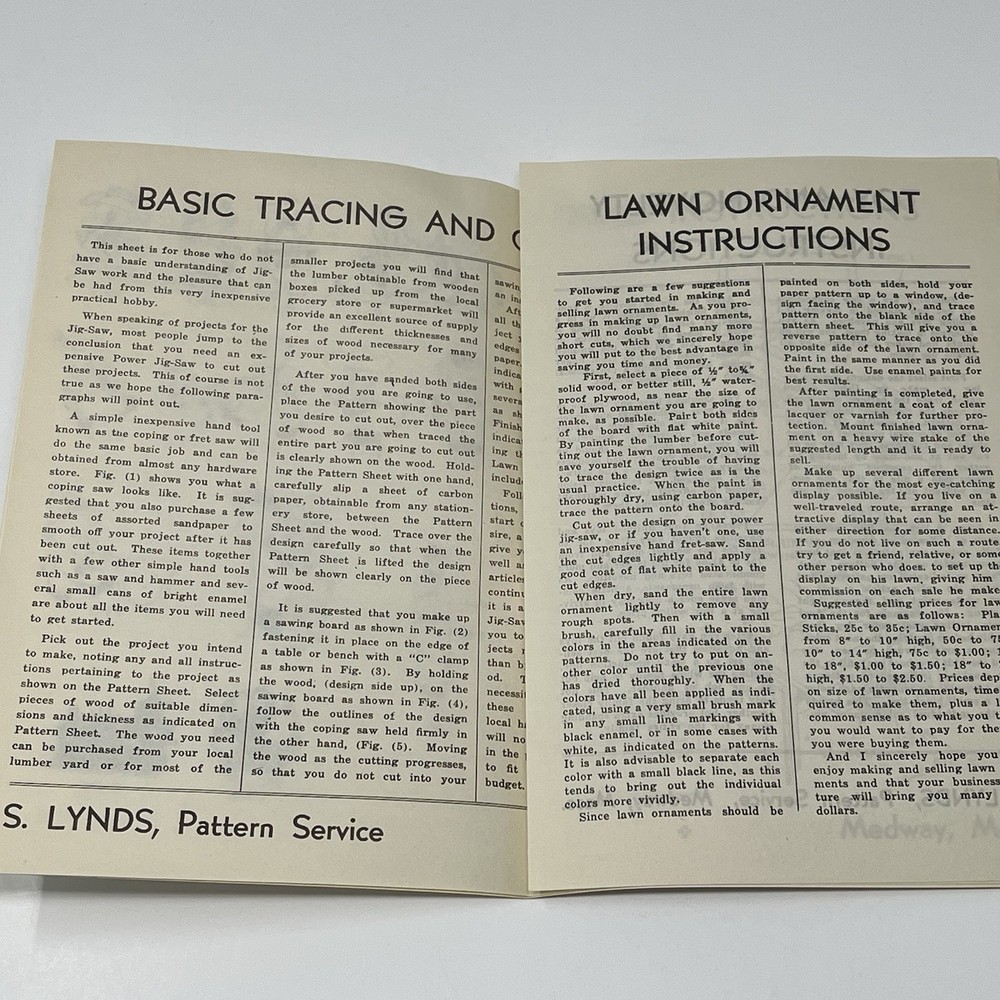 BASIC TRACING AND
This sheet is for those who do not
have a basic understanding of Jig-
Saw work and the pleasure that can
be had from this very inexpensive
practical hobby.
When speaking of projects for the
Jig-Saw, most people jump to the
conclusion that you need an ex-
pensive Power Jig-Saw to cut out
these projects. This of course is not
true as we hope the following para-
graphs will point out.
A simple inexpensive hand tool
known as the coping or fret saw will
do the same basic job and can be
obtained from almost any hardware
store. Fig. (1) shows you what a
coping saw looks like. It is sug-
gested that you also purchase a few
sheets of assorted sandpaper to
smooth off your project after it has
been cut out. These items together
with a few other simple hand tools
such as a saw and hammer and sev-
eral small cans of bright enamel
are about all the items you will need
to get started.
Pick out the project you intend
to make, noting any and all instruc-
tions pertaining to the project as
shown on the Pattern Sheet. Select
pieces of wood of suitable dimen-
sions and thickness as indicated on
Pattern Sheet. The wood you need
can be purchased from your local
lumber yard or for most of the
smaller projects you will find that
the lumber obtainable from wooden
boxes picked up from the local
grocery store or supermarket will
provide an excellent source of supply
for the different thicknesses and
sizes of wood necessary for many
of your projects.
After you have sanded both sides
of the wood you are going to use,
place the Pattern showing the part
you desire to cut out, over the piece
of wood so that when traced the
entire part you are going to cut out
is clearly shown on the wood. Hold-
ing the Pattern Sheet with one hand,
carefully slip a sheet of carbon
paper, obtainable from any station-
ery store, between the Pattern
Sheet and the wood. Trace over the
design carefully so that when the
Pattern Sheet is lifted the design
will be shown clearly on the piece
of wood.
It is suggested that you make up
a sawing board as shown in Fig. (2)
fastening it in place on the edge of
a table or bench with a "C" clamp
as shown in Fig. (3). By holding
the wood, (design side up), on the
sawing board as shown in Fig. (4),
follow the outlines of the design
with the coping saw held firmly in
the other hand, (Fig. (5). Moving
the wood as the cutting progresses,
so that you do not cut into your
budget.
S. LYNDS, Pattern Service
LAWN ORNAMENT
INSTRUCTIONS
Following are a few suggestions
to get you started in making and
selling lawn ornaments. As you pro-
gress in making up lawn ornaments,
you will no doubt find many more
short cuts, which we sincerely hope
you will put to the best advantage in
saving you time and money.
First, select a piece of ½" to ¾"
solid wood, or better still, ½" water-
proof plywood, as near the size of
the lawn ornament you are going to
make, as possible. Pairt both sides
of the board with flat white paint.
By painting the lumber before cut-
ting out the lawn ornament, you will
save yourself the trouble of having
to trace the design twice as is the
usual practice. When the paint is
thoroughly dry, using carbon paper,
trace the pattern onto the board.
Cut out the design on your power
jig-saw, or if you haven't one, use
an inexpensive hand fret-saw. Sand
the cut edges lightly and apply a
good coat of flat white paint to the
cut edges.
When dry, sand the entire lawn
ornament lightly to remove any
rough spots. Then with a small
brush, carefully fill in the various
colors in the areas indicated on the
patterns. Do not try to put on an-
other color until the previous one
has dried thoroughly. When the
colors have all been applied as indi-
cated, using a very small brush mark
in any small line markings with
black enamel, or in some cases with
white, as indicated on the patterns.
It is also advisable to separate each
color with a small black line, as this
tends to bring out the individual
colors more vividly.
Since lawn ornaments should be
painted on both sides, hold your
paper pattern up to a window, (de-
sign facing the window), and trace
pattern onto the blank side of the
pattern sheet. This will give you a
reverse pattern to trace onto the
opposite side of the lawn ornament.
Paint in the same manner as you did
the first side. Use enamel paints for
best results.
After painting is completed, give
the lawn ornament a coat of clear
lacquer or varnish for further pro-
tection. Mount finished lawn orna-
ment on a heavy wire stake of the
suggested length and it is ready to
sell.
Make up several different lawn
ornaments for the most eye-catching
display possible. If you live on a
well-traveled route, arrange an at-
tractive display that can be seen in
either direction for some distance.
If you do not live on such a route
try to get a friend, relative, or some
other person who does, to set up the
display on his lawn, giving him
commission on each sale he make
Suggested selling prices for law
ornaments are as follows: Pla
Sticks, 25c to 35c; Lawn Orname
from 8" to 10" high, 50c to 7
10" to 14" high, 75c to $1.00; 1
to 18", $1.00 to $1.50; 18" to
high, $1.50 to $2.50. Prices dep
on size of lawn ornaments, time
quired to make them, plus a l
common sense as to what you
you would want to pay for the
you were buying them.
And I sincerely hope you
enjoy making and selling lawn
ments and that your business
ture will bring you many
dollars.